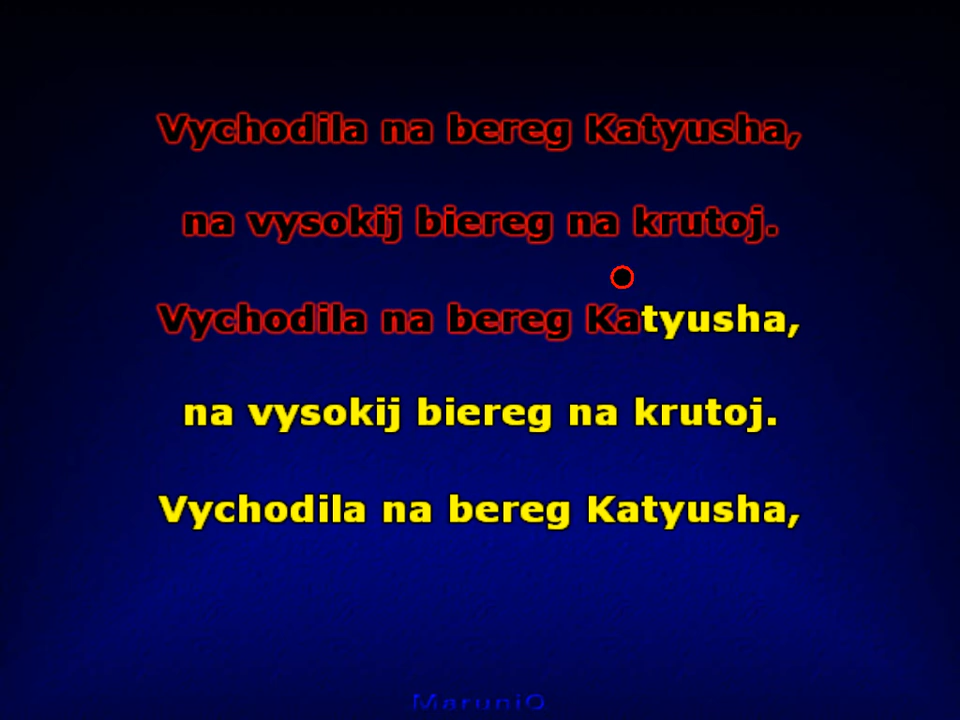 Vychodila na bereg Katyusha,
na vysokij biereg na krutoj.
Vychodila na bereg Katyusha,
na vysokij biereg na krutoj.
Vychodila na bereg Katyusha,
MaruniO